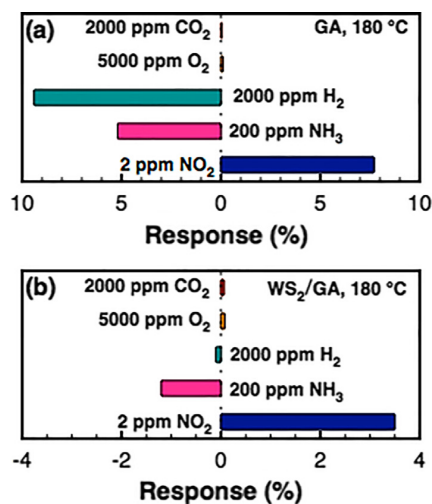 (a)
GA, 180 °C
2000 ppm CO₂
5000 ppm O₂
2000 ppm H₂
200 ppm NH₃
2 ppm NO₂
10 5 0 5 10
Response (%)
(b)
WS₂/GA, 180 °C
2000 ppm CO₂
5000 ppm O₂
2000 ppm H₂
200 ppm NH₃
2 ppm NO₂
-4 -2 0 2 4
Response (%)